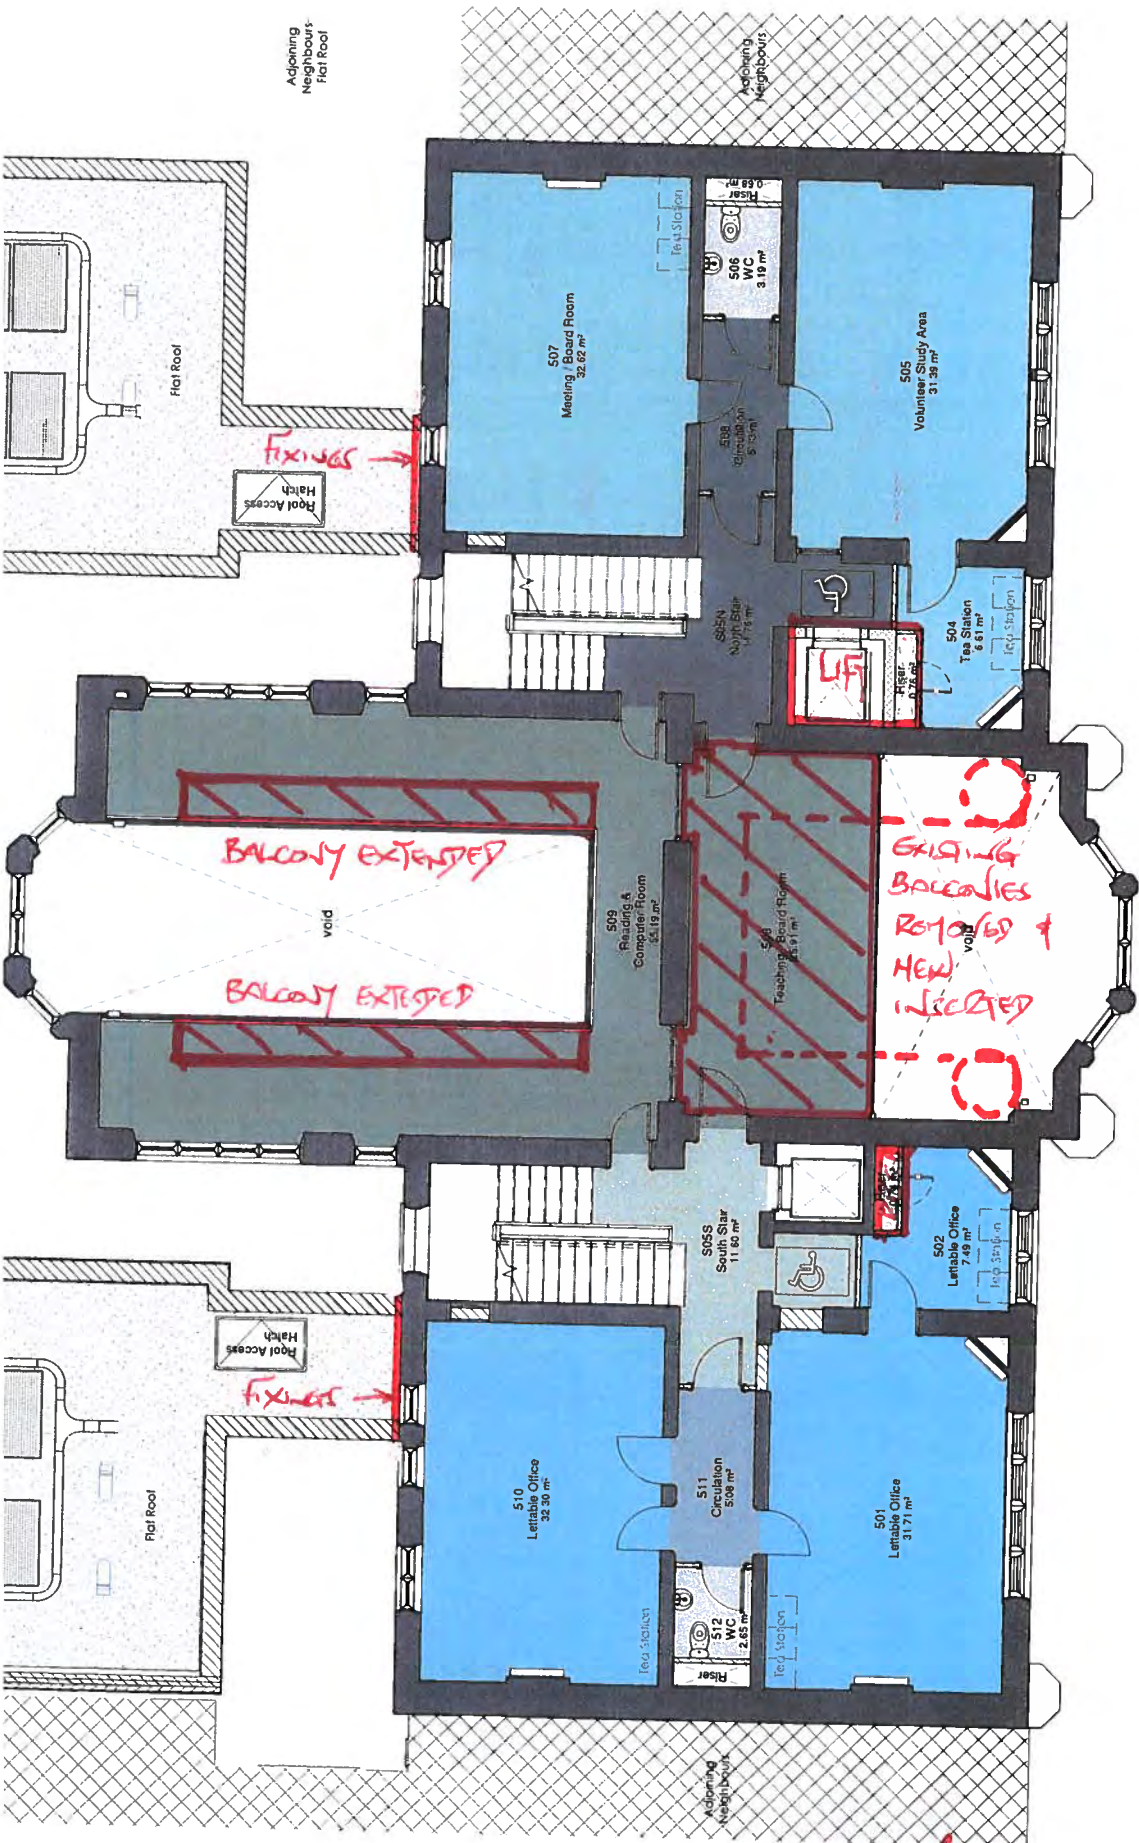 Adjoining
Neighbours
Flat Roof
Adjoining
Neighbours
Flat Roof
FIXINGS
Roof Access
Hatch
507
Meeting / Board Room
32.62 m²
Tea Station
Riser
0.68 m²
506
WC
3.19 m²
Circulation
505
Volunteer Study Area
31.39 m²
S05N
North Stair
LIFT
Riser
0.76 m²
504
Tea Station
6.61 m²
Tea Station
BALCONY EXTENDED
void
BALCONY EXTENDED
509
Reading &
Computer Room
Teaching / Board Room
EXISTING
BALCONIES
REMOVED &
void
NEW
INSERTED
S05S
South Stair
11.60 m²
Riser
502
Lettable Office
7.49 m²
Tea Station
Roof Access
Hatch
FIXINGS
Flat Roof
510
Lettable Office
32.30 m²
Tea Station
511
Circulation
5.08 m²
512
WC
2.65 m²
Riser
501
Lettable Office
31.71 m²
Tea Station
Adjoining
Neighbours